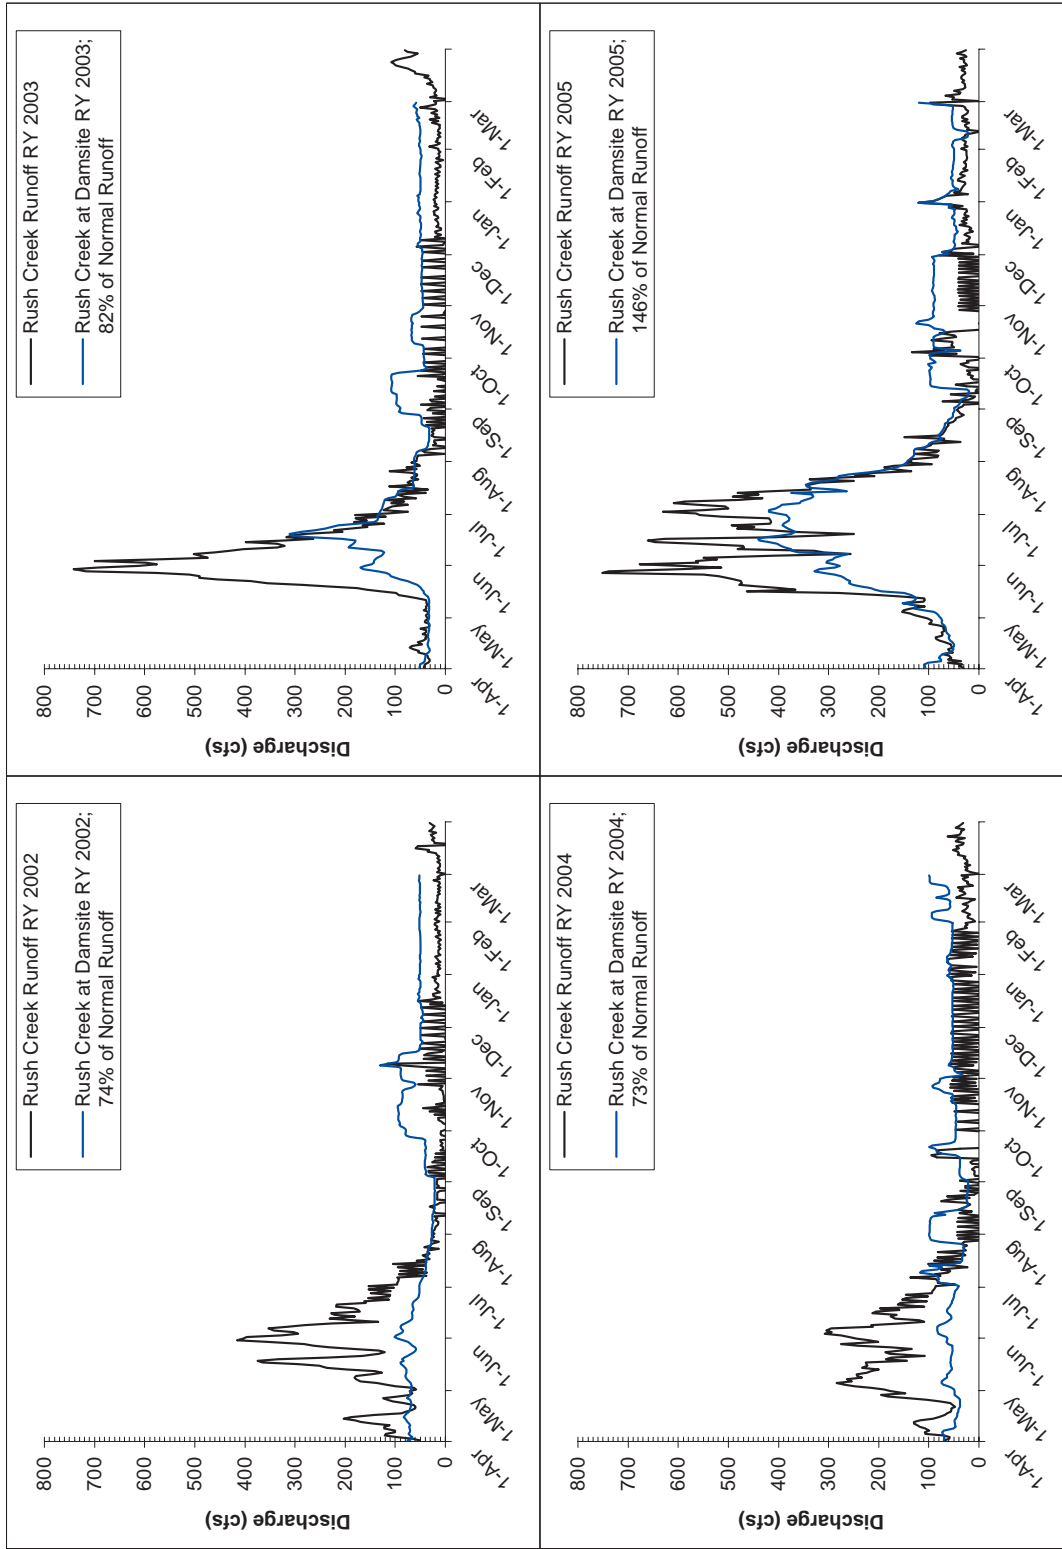 800
700
600
500
400
300
200
100
0
Discharge (cfs)
1-Apr
1-May
1-Jun
1-Jul
1-Aug
1-Sep
1-Oct
1-Nov
1-Dec
1-Jan
1-Feb
1-Mar
Rush Creek Runoff RY 2002
Rush Creek at Damsite RY 2002;
74% of Normal Runoff
800
700
600
500
400
300
200
100
0
Discharge (cfs)
1-Apr
1-May
1-Jun
1-Jul
1-Aug
1-Sep
1-Oct
1-Nov
1-Dec
1-Jan
1-Feb
1-Mar
Rush Creek Runoff RY 2003
Rush Creek at Damsite RY 2003;
82% of Normal Runoff
800
700
600
500
400
300
200
100
0
Discharge (cfs)
1-Apr
1-May
1-Jun
1-Jul
1-Aug
1-Sep
1-Oct
1-Nov
1-Dec
1-Jan
1-Feb
1-Mar
Rush Creek Runoff RY 2004
Rush Creek at Damsite RY 2004;
73% of Normal Runoff
800
700
600
500
400
300
200
100
0
Discharge (cfs)
1-Apr
1-May
1-Jun
1-Jul
1-Aug
1-Sep
1-Oct
1-Nov
1-Dec
1-Jan
1-Feb
1-Mar
Rush Creek Runoff RY 2005
Rush Creek at Damsite RY 2005;
146% of Normal Runoff